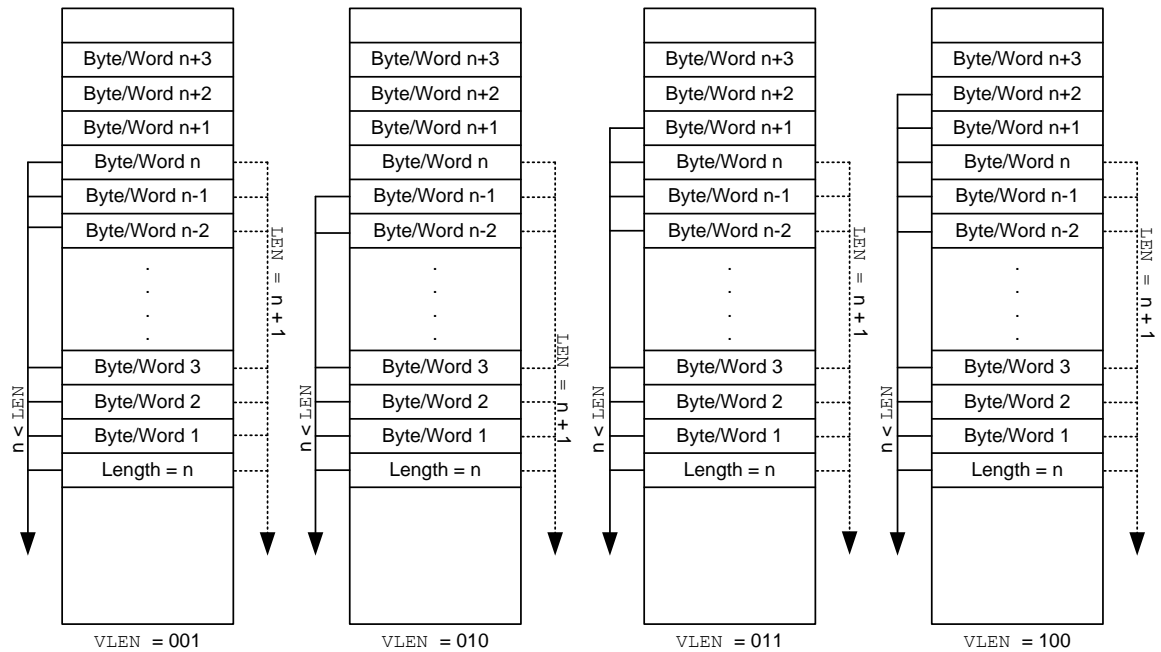 Byte/Word n+3
Byte/Word n+2
Byte/Word n+1
Byte/Word n
Byte/Word n-1
Byte/Word n-2
.
.
.
.
Byte/Word 3
Byte/Word 2
Byte/Word 1
Length = n
LEN > n
LEN = n + 1
VLEN = 001
Byte/Word n+3
Byte/Word n+2
Byte/Word n+1
Byte/Word n
Byte/Word n-1
Byte/Word n-2
.
.
.
.
Byte/Word 3
Byte/Word 2
Byte/Word 1
Length = n
LEN > n
LEN = n + 1
VLEN = 010
Byte/Word n+3
Byte/Word n+2
Byte/Word n+1
Byte/Word n
Byte/Word n-1
Byte/Word n-2
.
.
.
.
Byte/Word 3
Byte/Word 2
Byte/Word 1
Length = n
LEN > n
LEN = n + 1
VLEN = 011
Byte/Word n+3
Byte/Word n+2
Byte/Word n+1
Byte/Word n
Byte/Word n-1
Byte/Word n-2
.
.
.
.
Byte/Word 3
Byte/Word 2
Byte/Word 1
Length = n
LEN > n
LEN = n + 1
VLEN = 100